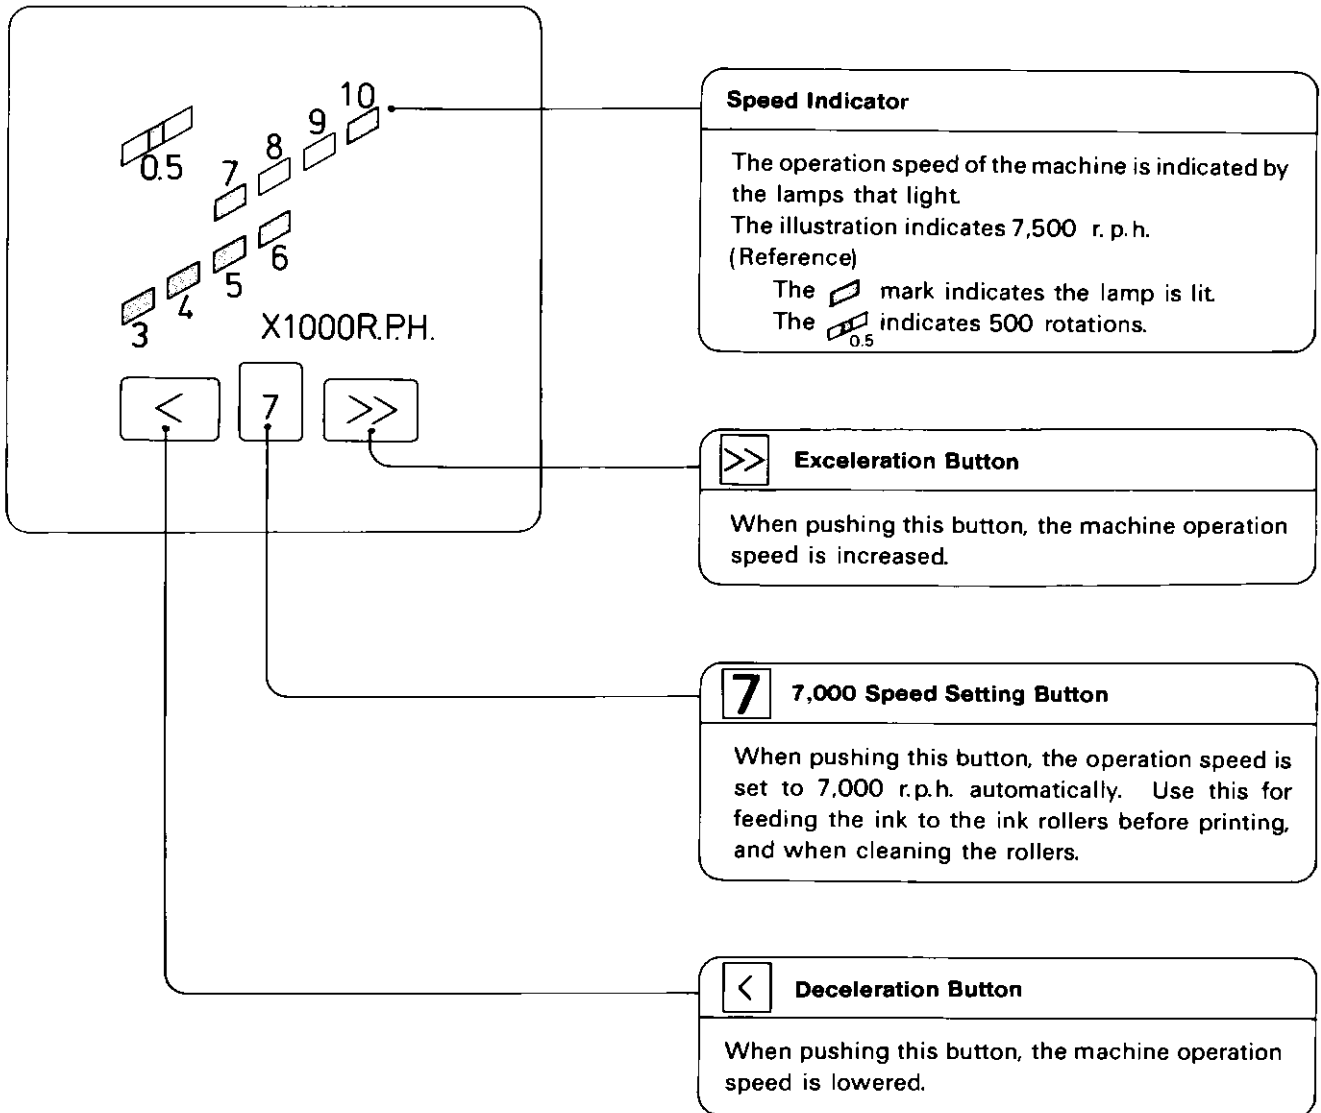 10
9
8
7
0.5
6
5
4
3
X1000R.P.H.
<
7
>>
Speed Indicator
The operation speed of the machine is indicated by
the lamps that light.
The illustration indicates 7,500 r. p. h.
(Reference)
The mark indicates the lamp is lit.
The 0.5 indicates 500 rotations.
>> Exceleration Button
When pushing this button, the machine operation
speed is increased.
7 7,000 Speed Setting Button
When pushing this button, the operation speed is
set to 7,000 r.p.h. automatically. Use this for
feeding the ink to the ink rollers before printing,
and when cleaning the rollers.
< Deceleration Button
When pushing this button, the machine operation
speed is lowered.